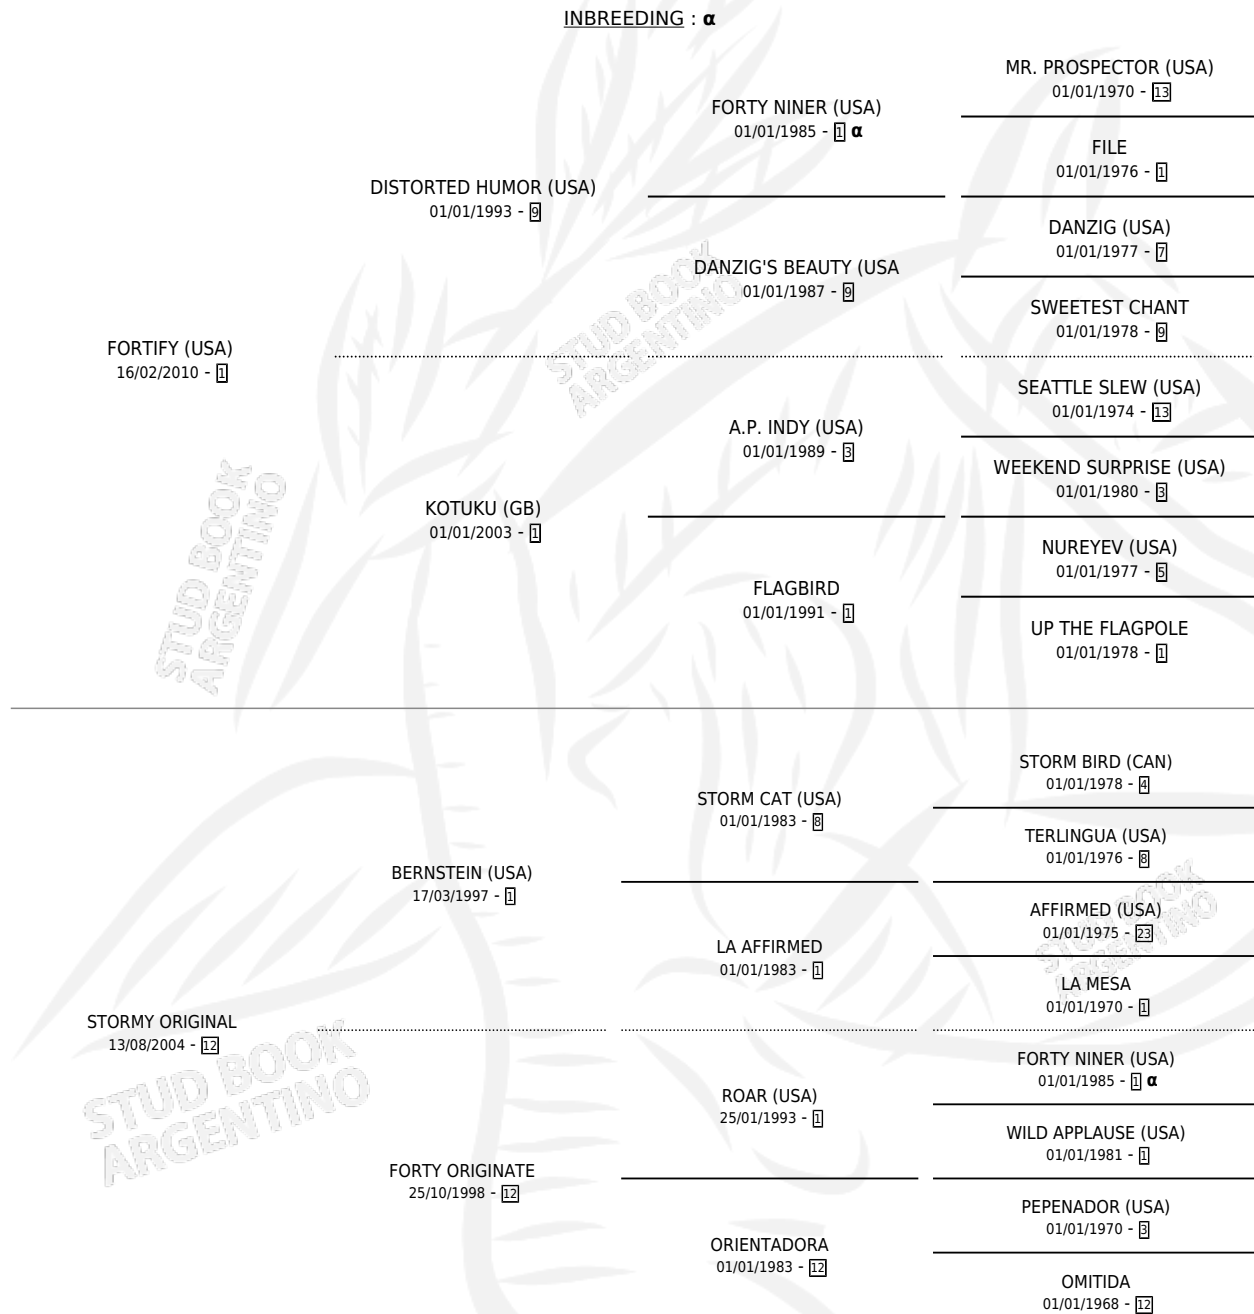 INBREEDING : α
MR. PROSPECTOR (USA)
01/01/1970 - 13
FORTY NINER (USA)
01/01/1985 - 1 α
FILE
01/01/1976 - 1
DISTORTED HUMOR (USA)
01/01/1993 - 9
DANZIG (USA)
01/01/1977 - 7
DANZIG'S BEAUTY (USA
01/01/1987 - 9
SWEETEST CHANT
01/01/1978 - 9
FORTIFY (USA)
16/02/2010 - 1
SEATTLE SLEW (USA)
01/01/1974 - 13
A.P. INDY (USA)
01/01/1989 - 3
WEEKEND SURPRISE (USA)
01/01/1980 - 3
KOTUKU (GB)
01/01/2003 - 1
NUREYEV (USA)
01/01/1977 - 5
FLAGBIRD
01/01/1991 - 1
UP THE FLAGPOLE
01/01/1978 - 1
STORM BIRD (CAN)
01/01/1978 - 4
STORM CAT (USA)
01/01/1983 - 8
TERLINGUA (USA)
01/01/1976 - 8
BERNSTEIN (USA)
17/03/1997 - 1
AFFIRMED (USA)
01/01/1975 - 23
LA AFFIRMED
01/01/1983 - 1
LA MESA
01/01/1970 - 1
STORMY ORIGINAL
13/08/2004 - 12
FORTY NINER (USA)
01/01/1985 - 1 α
ROAR (USA)
25/01/1993 - 1
WILD APPLAUSE (USA)
01/01/1981 - 1
FORTY ORIGINATE
25/10/1998 - 12
PEPENADOR (USA)
01/01/1970 - 3
ORIENTADORA
01/01/1983 - 12
OMITIDA
01/01/1968 - 12
STUD BOOK
ARGENTINO
STUD BOOK
ARGENTINO
STUD BOOK
ARGENTINO
STUD BOOK
ARGENTINO